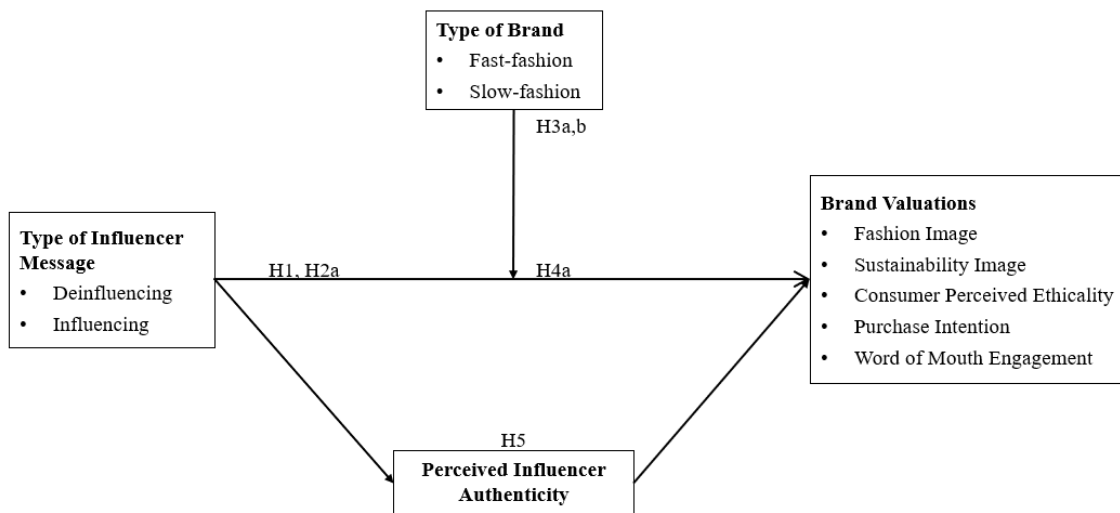 Type of Brand
• Fast-fashion
• Slow-fashion
H3a,b
Type of Influencer
Message
• Deinfluencing
• Influencing
H1, H2a
H4a
Brand Valuations
• Fashion Image
• Sustainability Image
• Consumer Perceived Ethicality
• Purchase Intention
• Word of Mouth Engagement
H5
Perceived Influencer
Authenticity